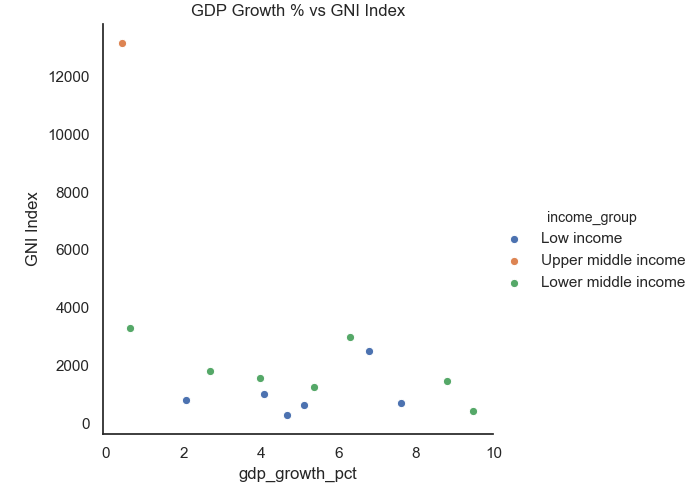 GDP Growth % vs GNI Index
12000
10000
8000
6000
4000
2000
0
GNI Index
0 2 4 6 8 10
gdp_growth_pct
income_group
Low income
Upper middle income
Lower middle income